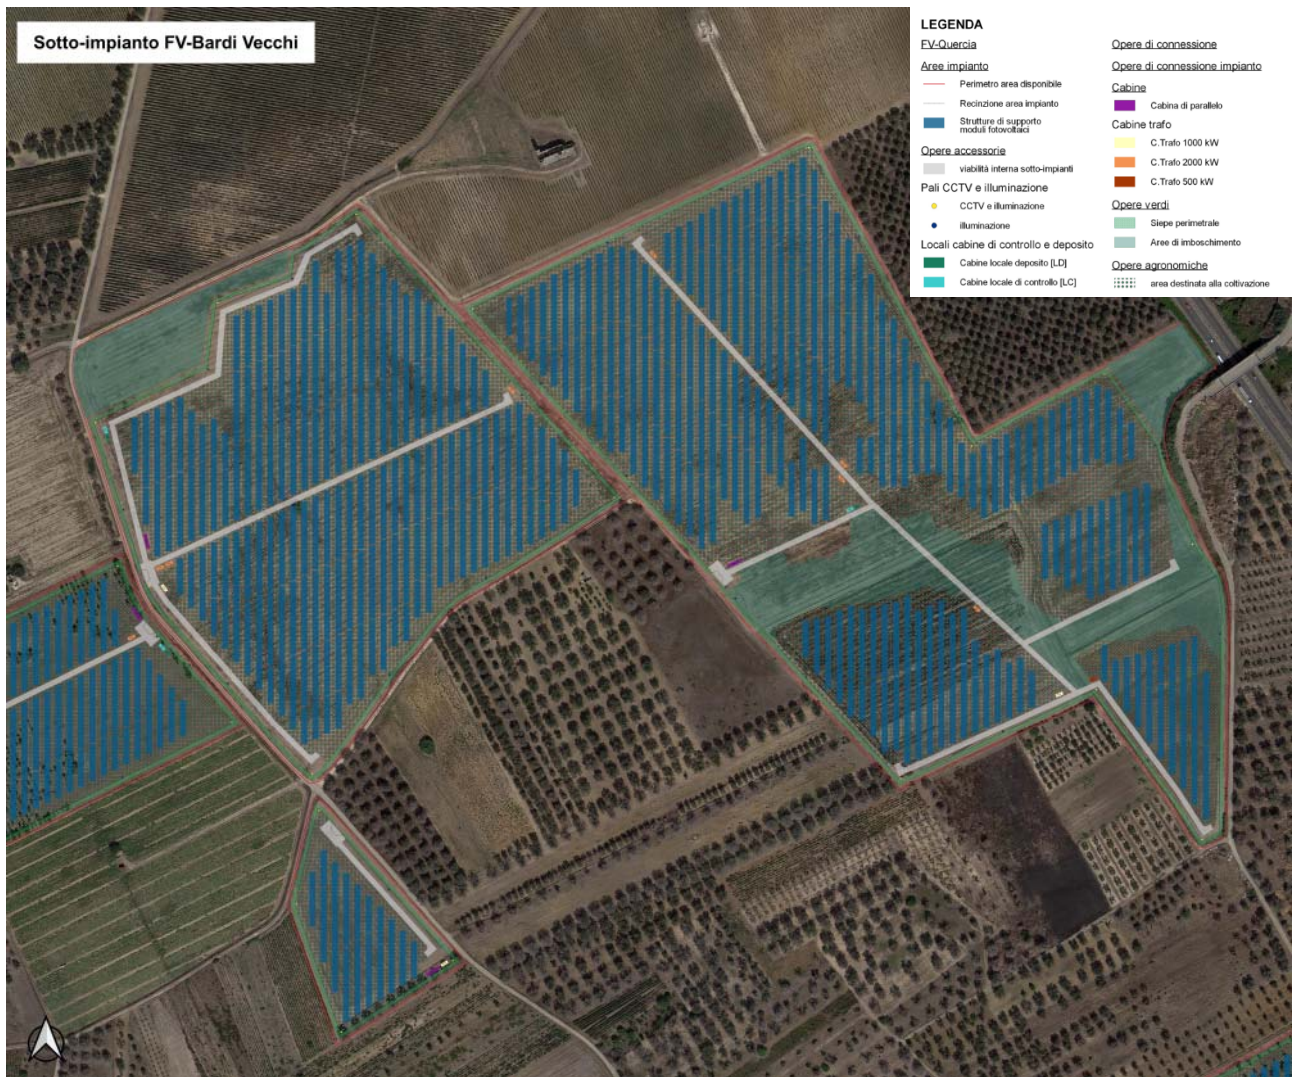 Sotto-impianto FV-Bardi Vecchi
LEGENDA
FV-Quercia
Aree impianto
Perimetro area disponibile
Recinzione area impianto
Strutture di supporto
moduli fotovoltaici
Opere accessorie
viabilità interna sotto-impianti
Pali CCTV e illuminazione
CCTV e illuminazione
illuminazione
Locali cabine di controllo e deposito
Cabine locale deposito [LD]
Cabine locale di controllo [LC]
Opere di connessione
Opere di connessione impianto
Cabine
Cabina di parallelo
Cabine trafo
C.Trafo 1000 kW
C.Trafo 2000 kW
C.Trafo 500 kW
Opere verdi
Siepe perimetrale
Aree di imboschimento
Opere agronomiche
area destinata alla coltivazione